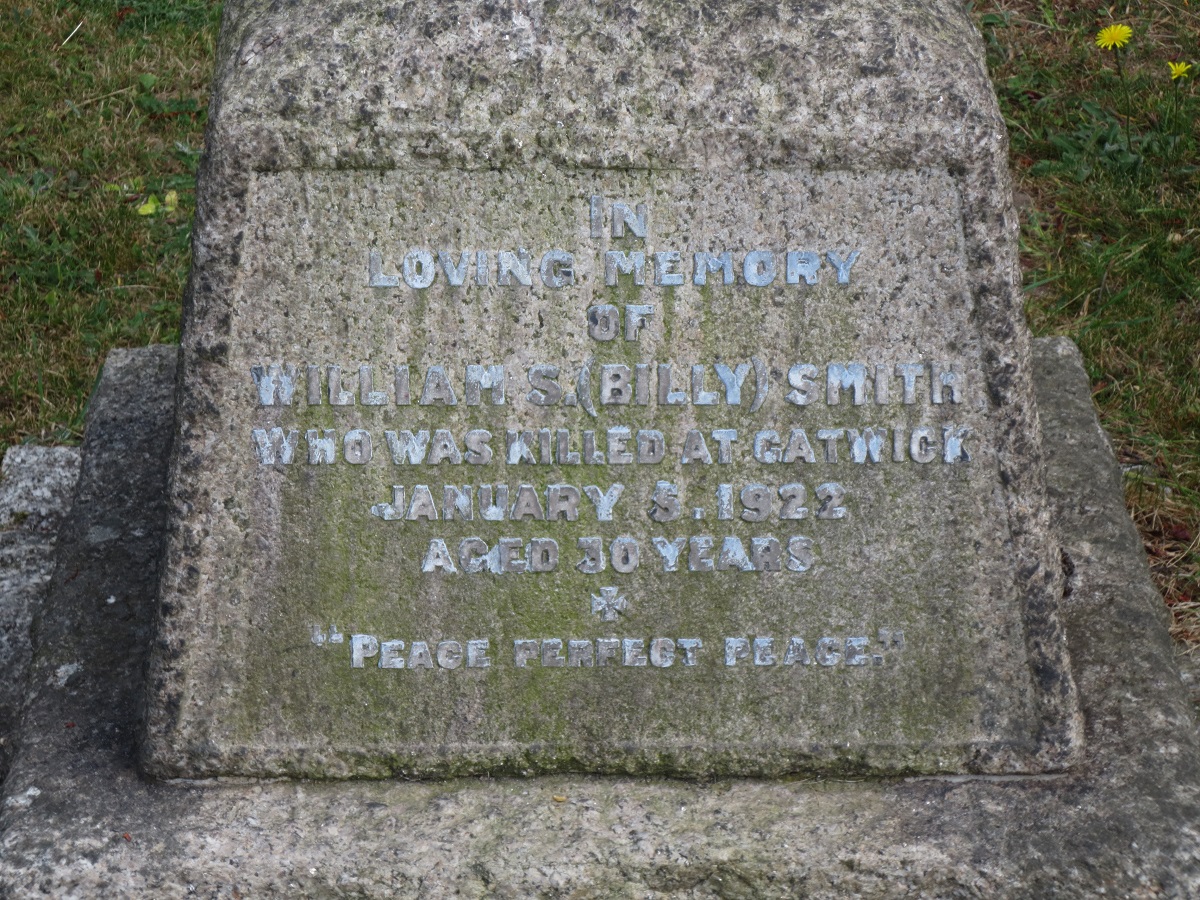 IN
LOVING MEMORY
OF
WILLIAM S. (BILLY) SMITH
WHO WAS KILLED AT GATWICK
JANUARY 5. 1922
AGED 30 YEARS
"PEACE PERFECT PEACE."